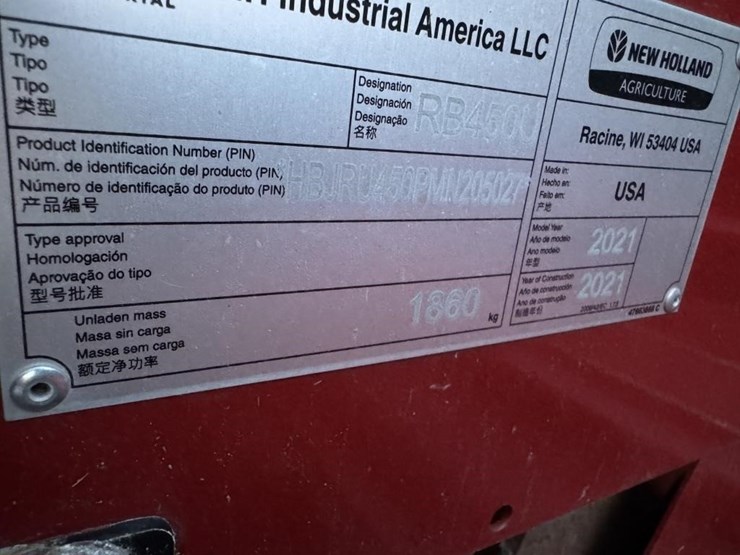 Industrial America LLC
Type
Tipo
Tipo
类型
Designation
Designación
Designação
名称
RB450U
Product Identification Number (PIN)
Núm. de identificación del producto (PIN)
Número de identificação do produto (PIN)
产品编号
Type approval
Homologación
Aprovação do tipo
型号批准
Unladen mass
Masa sin carga
Massa sem carga
额定净功率
1860 kg
NEW HOLLAND
AGRICULTURE
Racine, WI 53404 USA
Made in:
Hecho en:
Feito em:
产地
USA
Model Year
Año de modelo
Ano modelo
年型
2021
Year of Construction
Año de construcción
Ano de construção
制造年份
2021